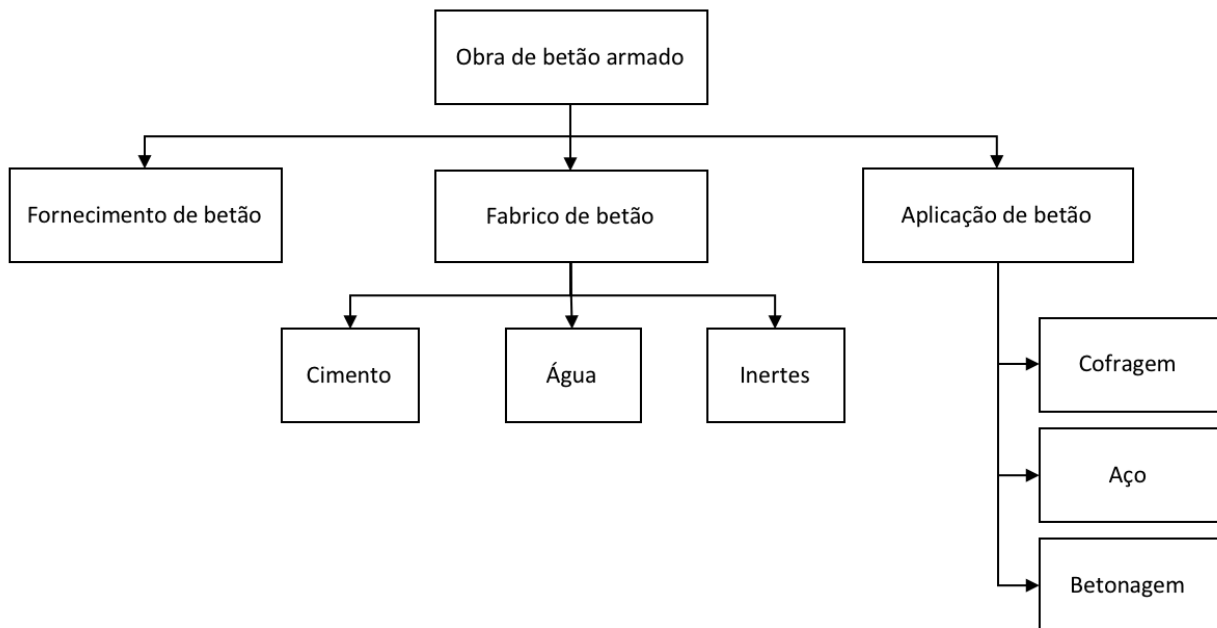 Obra de betão armado
Fornecimento de betão
Fabrico de betão
Aplicação de betão
Cimento
Água
Inertes
Cofragem
Aço
Betonagem